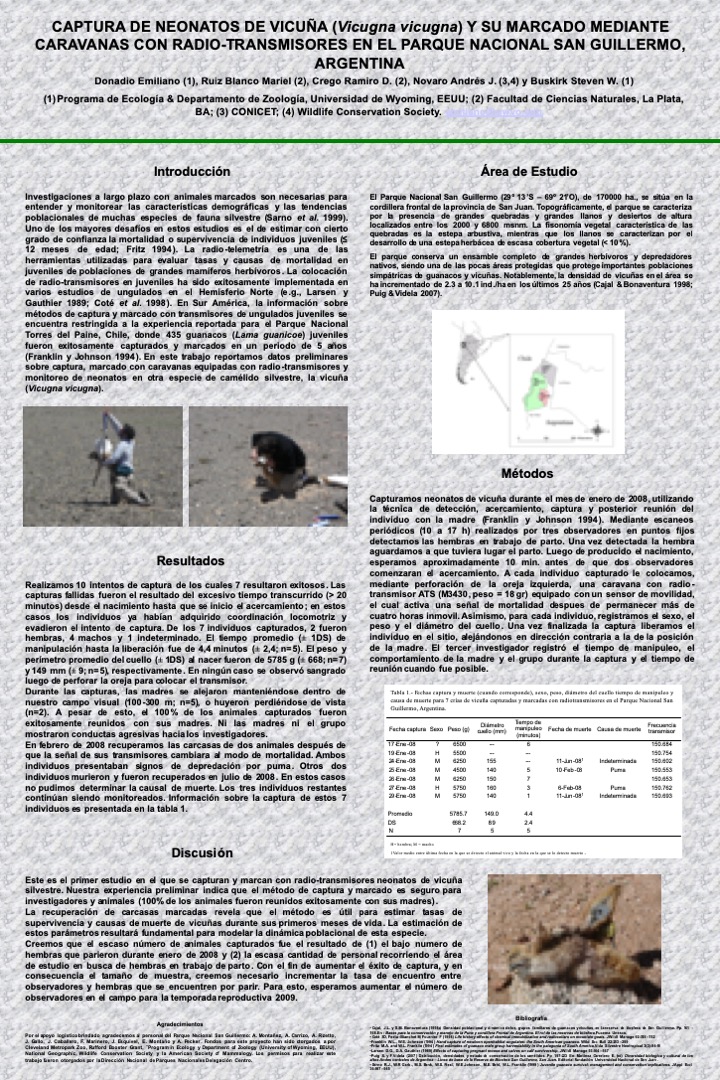 CAPTURA DE NEONATOS DE VICUÑA (Vicugna vicugna) Y SU MARCADO MEDIANTE
CARAVANAS CON RADIO-TRANSMISORES EN EL PARQUE NACIONAL SAN GUILLERMO,
ARGENTINA
Donadio Emiliano (1), Ruiz Blanco Mariel (2), Crego Ramiro D. (2), Novaro Andrés J. (3,4) y Buskirk Steven W. (1)
(1)Programa de Ecología & Departamento de Zoología, Universidad de Wyoming, EEUU; (2) Facultad de Ciencias Naturales, La Plata,
BA; (3) CONICET; (4) Wildlife Conservation Society.
Introducción
Investigaciones a largo plazo con animales marcados son necesarias para
entender y monitorear las características demográficas y las tendencias
poblacionales de muchas especies de fauna silvestre (Sarno et al. 1999).
Uno de los mayores desafíos en estos estudios es el de estimar con cierto
grado de confianza la mortalidad o supervivencia de individuos juveniles (≤
12 meses de edad; Fritz 1994). La radio-telemetría es una de las
herramientas utilizadas para evaluar tasas y causas de mortalidad en
juveniles de poblaciones de grandes mamíferos herbívoros. La colocación
de radio-transmisores en juveniles ha sido exitosamente implementada en
varios estudios de ungulados en el Hemisferio Norte (e.g., Larsen y
Gauthier 1989; Coté et al. 1998). En Sur América, la información sobre
métodos de captura y marcado con transmisores de ungulados juveniles se
encuentra restringida a la experiencia reportada para el Parque Nacional
Torres del Paine, Chile, donde 435 guanacos (Lama guanicoe) juveniles
fueron exitosamente capturados y marcados en un período de 5 años
(Franklin y Johnson 1994). En este trabajo reportamos datos preliminares
sobre captura, marcado con caravanas equipadas con radio-transmisores y
monitoreo de neonatos en otra especie de camélido silvestre, la vicuña
(Vicugna vicugna).
Resultados
Realizamos 10 intentos de captura de los cuales 7 resultaron exitosos. Las
capturas fallidas fueron el resultado del excesivo tiempo transcurrido (> 20
minutos) desde el nacimiento hasta que se inicio el acercamiento; en estos
casos los individuos ya habían adquirido coordinación locomotriz y
evadieron el intento de captura. De los 7 individuos capturados, 2 fueron
hembras, 4 machos y 1 indeterminado. El tiempo promedio (± 1DS) de
manipulación hasta la liberación fue de 4,4 minutos (± 2,4; n=5). El peso y
perímetro promedio del cuello (± 1DS) al nacer fueron de 5785 g (± 668; n=7)
y 149 mm (± 9; n=5), respectivamente. En ningún caso se observó sangrado
luego de perforar la oreja para colocar el transmisor.
Durante las capturas, las madres se alejaron manteniéndose dentro de
nuestro campo visual (100-300 m; n=5), o huyeron perdiéndose de vista
(n=2). A pesar de esto, el 100% de los animales capturados fueron
exitosamente reunidos con sus madres. Ni las madres ni el grupo
mostraron conductas agresivas hacia los investigadores.
En febrero de 2008 recuperamos las carcasas de dos animales después de
que la señal de sus transmisores cambiara al modo de mortalidad. Ambos
individuos presentaban signos de depredación por puma. Otros dos
individuos murieron y fueron recuperados en julio de 2008. En estos casos
no pudimos determinar la causal de muerte. Los tres individuos restantes
continúan siendo monitoreados. Información sobre la captura de estos 7
individuos es presentada en la tabla 1.
Área de Estudio
El Parque Nacional San Guillermo (29º 13'S – 69º 21'O), de 170000 ha., se sitúa en la
cordillera frontal de la provincia de San Juan. Topográficamente, el parque se caracteriza
por la presencia de grandes quebradas y grandes llanos y desiertos de altura
localizados entre los 2000 y 6800 msnm. La fisonomía vegetal característica de las
quebradas es la estepa arbustiva, mientras que los llanos se caracterizan por el
desarrollo de una estepa herbácea de escasa cobertura vegetal (< 10%).
El parque conserva un ensamble completo de grandes herbívoros y depredadores
nativos, siendo una de las pocas áreas protegidas que protege importantes poblaciones
simpátricas de guanacos y vicuñas. Notablemente, la densidad de vicuñas en el área se
ha incrementado de 2.3 a 10.1 ind./ha en los últimos 25 años (Cajal & Bonaventura 1998;
Puig & Videla 2007).
Chile
Argentina
Métodos
Capturamos neonatos de vicuña durante el mes de enero de 2008, utilizando
la técnica de detección, acercamiento, captura y posterior reunión del
individuo con la madre (Franklin y Johnson 1994). Mediante escaneos
periódicos (10 a 17 h) realizados por tres observadores en puntos fijos
detectamos las hembras en trabajo de parto. Una vez detectada la hembra
aguardamos a que tuviera lugar el parto. Luego de producido el nacimiento,
esperamos aproximadamente 10 min. antes de que dos observadores
comenzaran el acercamiento. A cada individuo capturado le colocamos,
mediante perforación de la oreja izquierda, una caravana con radio-
transmisor ATS (M3430, peso = 18 gr) equipado con un sensor de movilidad,
el cual activa una señal de mortalidad despues de permanecer más de
cuatro horas inmovil. Asimismo, para cada individuo, registramos el sexo, el
peso y el diámetro del cuello. Una vez finalizada la captura liberamos el
individuo en el sitio, alejándonos en dirección contraria a la de la posición
de la madre. El tercer investigador registró el tiempo de manipuleo, el
comportamiento de la madre y el grupo durante la captura y el tiempo de
reunión cuando fue posible.
Tabla 1.- Fechas captura y muerte (cuando corresponde), sexo, peso, diámetro del cuello tiempo de manipuleo y
causa de muerte para 7 crías de vicuña capturadas y marcadas con radiotransmisores en el Parque Nacional San
Guillermo, Argentina.
Fecha captura Sexo Peso (g) Diámetro cuello (mm) Tiempo de manipuleo (minutos) Fecha de muerte Causa de muerte Frecuencia transmisor
17-Ene-08 ? 6500 --- 6 150.684
19-Ene-08 H 5500 --- --- 150.754
24-Ene-08 M 6250 155 --- 11-Jun-08¹ Indeterminada 150.602
25-Ene-08 M 4500 140 5 10-Feb-08 Puma 150.553
26-Ene-08 M 6250 150 7 150.653
27-Ene-08 H 5750 160 3 6-Feb-08 Puma 150.762
29-Ene-08 M 5750 140 1 11-Jun-08¹ Indeterminada 150.693
Promedio 5785.7 149.0 4.4
DS 668.2 8.9 2.4
N 7 5 5
H = hembra; M = macho.
Discusión
Este es el primer estudio en el que se capturan y marcan con radio-transmisores neonatos de vicuña
silvestre. Nuestra experiencia preliminar indica que el método de captura y marcado es seguro para
investigadores y animales (100% de los animales fueron reunidos exitosamente con sus madres).
La recuperación de carcasas marcadas revela que el método es útil para estimar tasas de
supervivencia y causas de muerte de vicuñas durante sus primeros meses de vida. La estimación de
estos parámetros resultará fundamental para modelar la dinámica poblacional de esta especie.
Creemos que el escaso número de animales capturados fue el resultado de (1) el bajo numero de
hembras que parieron durante enero de 2008 y (2) la escasa cantidad de personal recorriendo el área
de estudio en busca de hembras en trabajo de parto. Con el fin de aumentar el éxito de captura, y en
consecuencia el tamaño de muestra, creemos necesario incrementar la tasa de encuentro entre
observadores y hembras que se encuentren por parir. Para esto, esperamos aumentar el número de
observadores en el campo para la temporada reproductiva 2009.
Agradecimientos
Por el apoyo logístico brindado agradecemos al personal del Parque Nacional San Guillermo: A. Montañez, A. Carrizo, A. Rizetto,
J. Gallo, J. Caballero, F. Marinero, J. Esquivel, E. Montaño y A. Recker. Fondos para este proyecto han sido otorgados por
Cleveland Metropark Zoo, Rufford Booster Grant, "Program in Ecology y Department of Zoology (University of Wyoming, EEUU),
National Geographic, Wildlife Conservation Society y la American Society of Mammalogy. Los permisos para realizar este
trabajo fueron otorgados por la Dirección Nacional de Parques Nacionales Delegación Centro.
Bibliografía